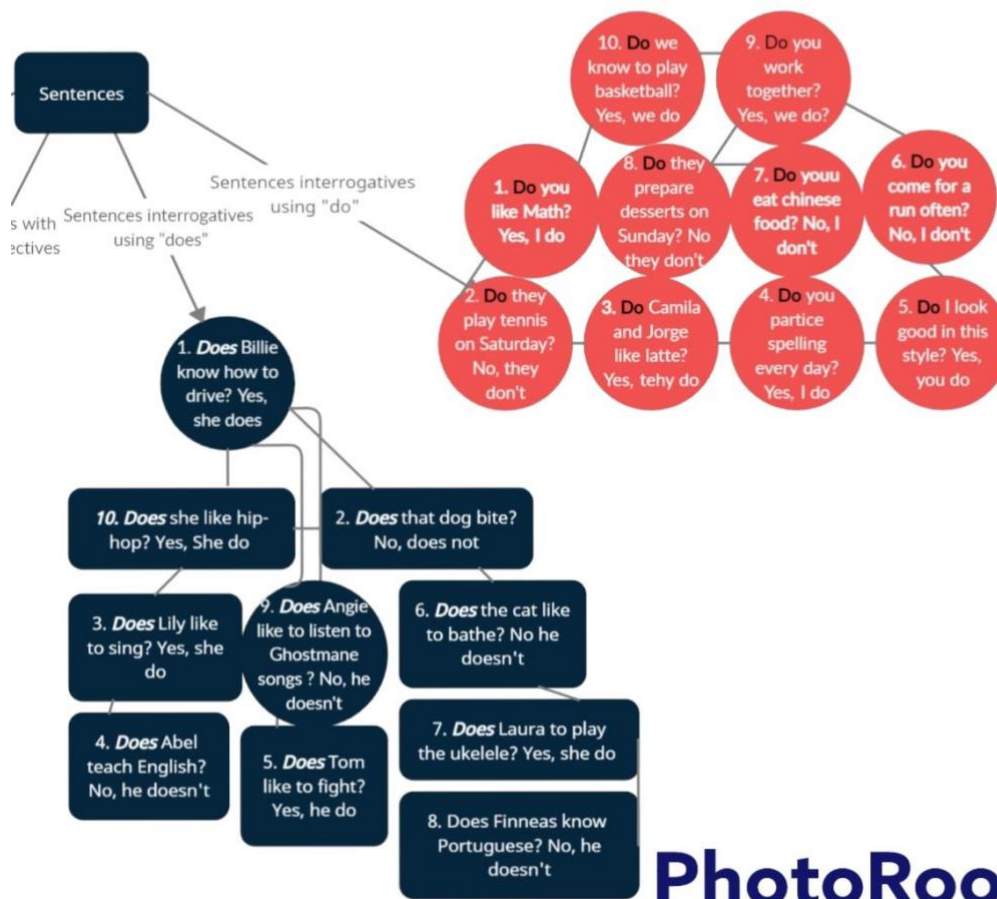 Sentences
s with
ectives
Sentences interrogatives
using "does"
Sentences interrogatives
using "do"
10. Do we
know to play
basketball?
Yes, we do
9. Do you
work
together?
Yes, we do?
1. Do you
like Math?
Yes, I do
8. Do they
prepare
desserts on
Sunday? No
they don't
7. Do youu
eat chinese
food? No, I
don't
6. Do you
come for a
run often?
No, I don't
2. Do they
play tennis
on Saturday?
No, they
don't
3. Do Camila
and Jorge
like latte?
Yes, tehy do
4. Do you
partice
spelling
every day?
Yes, I do
5. Do I look
good in this
style? Yes,
you do
1. Does Billie
know how to
drive? Yes,
she does
10. Does she like hip-
hop? Yes, She do
2. Does that dog bite?
No, does not
3. Does Lily like
to sing? Yes, she
do
9. Does Angie
like to listen to
Ghostmane
songs ? No, he
doesn't
6. Does the cat like
to bathe? No he
doesn't
4. Does Abel
teach English?
No, he doesn't
5. Does Tom
like to fight?
Yes, he do
7. Does Laura to play
the ukelele? Yes, she do
8. Does Finneas know
Portuguese? No, he
doesn't
PhotoRoo